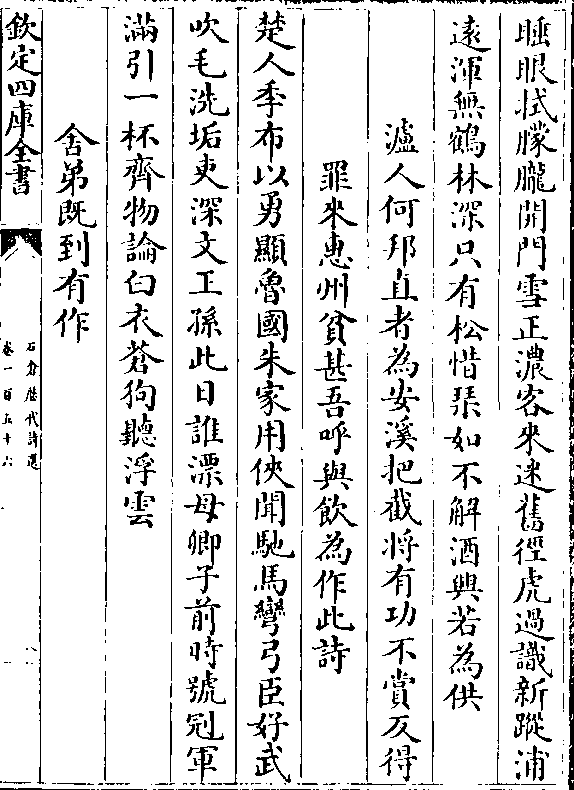 睡眼拭朦朧開門雪正濃客來迷舊徑虎過識新蹤浦
遠渾無鶴林深只有松惜琹如不解酒興若為供
瀘人何邦直者為安溪把截將有功不賞反得
罪來惠州貧甚吾呼與飲為作此詩
楚人季布以勇顯魯國朱家用俠聞馳馬彎弓臣好武
吹毛洗垢吏深文王孫此日誰漂母卿子前時號冠軍
滿引一杯齊物論白衣蒼狗聽浮雲
舍弟既到有作
欽定四庫全書
石倉歷代詩選
卷一百五十六